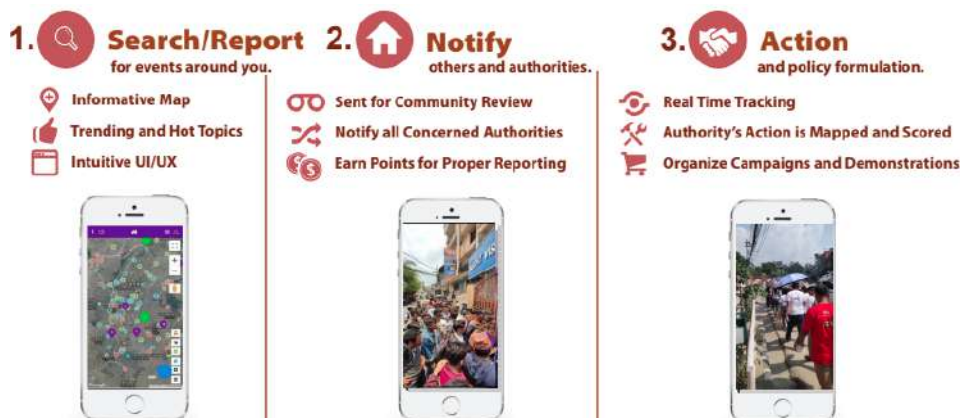 1. Search/Report
for events around you.
Informative Map
Trending and Hot Topics
Intuitive UI/UX
2. Notify
others and authorities.
Sent for Community Review
Notify all Concerned Authorities
Earn Points for Proper Reporting
3. Action
and policy formulation.
Real Time Tracking
Authority's Action is Mapped and Scored
Organize Campaigns and Demonstrations